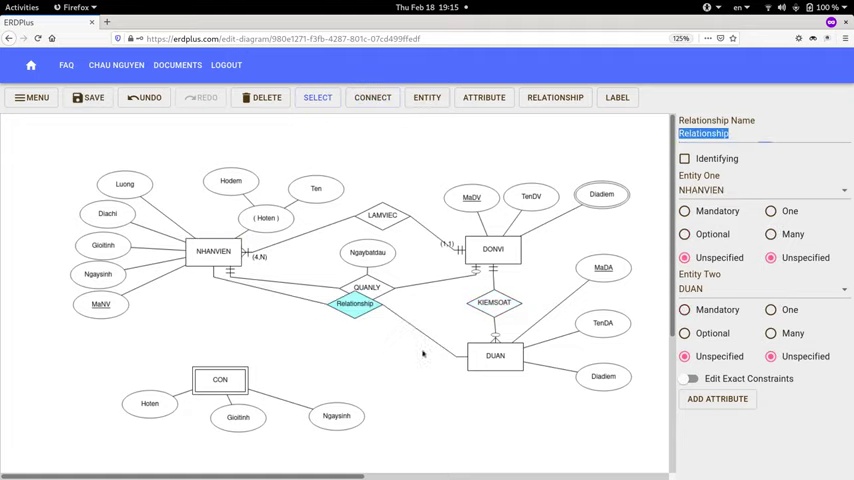 Activities
Firefox
Thu Feb 18 19:15
en
100 %
ERDPlus
https://erdplus.com/edit-diagram/980e1271-f3fb-4287-801c-07cd499ffedf
125%
FAQ
CHAU NGUYEN
DOCUMENTS
LOGOUT
MENU
SAVE
UNDO
REDO
DELETE
SELECT
CONNECT
ENTITY
ATTRIBUTE
RELATIONSHIP
LABEL
Relationship Name
Relationship
Identifying
Entity One
NHANVIEN
Mandatory
One
Optional
Many
Unspecified
Unspecified
Entity Two
DUAN
Mandatory
One
Optional
Many
Unspecified
Unspecified
Edit Exact Constraints
ADD ATTRIBUTE
Luong
Hodem
Ten
Diachi
( Hoten )
LAMVIEC
MaDV
TenDV
Diadiem
Gioitinh
NHANVIEN
(4,N)
Ngaybatdau
(1,1)
DONVI
Ngaysinh
MaDA
MaNV
QUANLY
Relationship
KIEMSOAT
TenDA
DUAN
Diadiem
CON
Hoten
Gioitinh
Ngaysinh